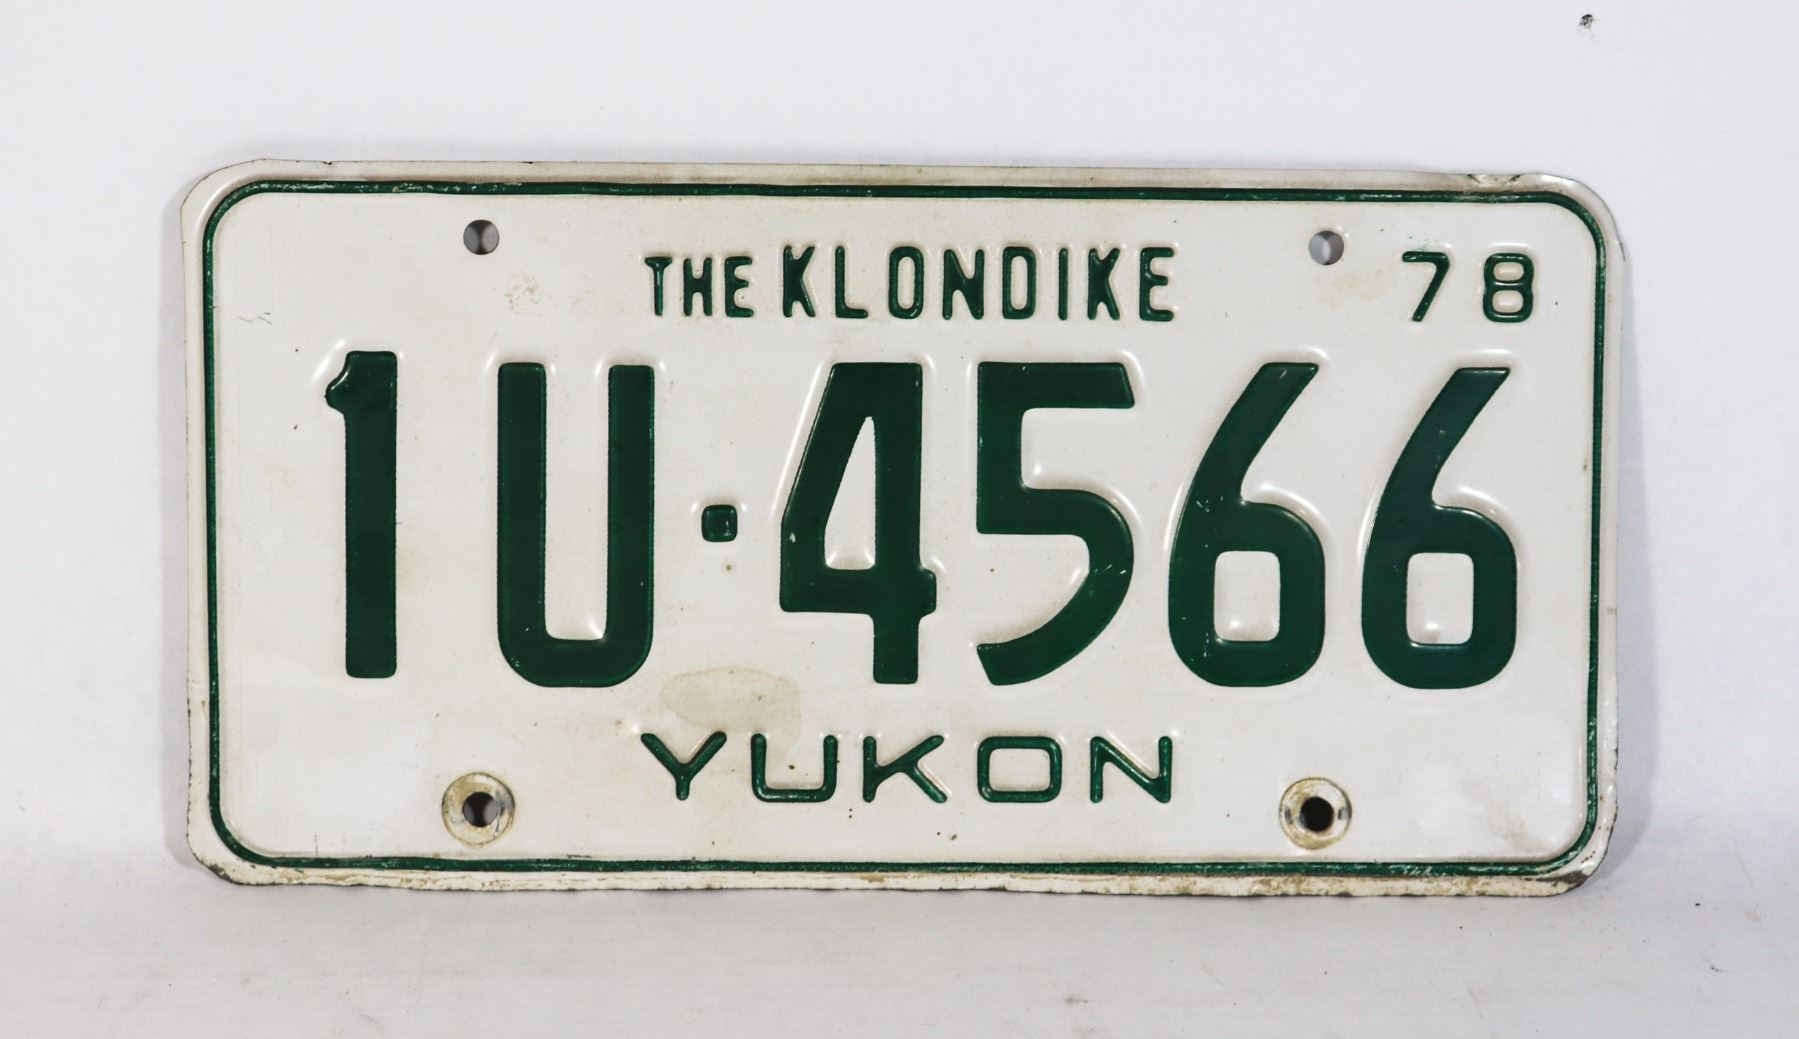 THE KLONDIKE 78
1U·4566
YUKON